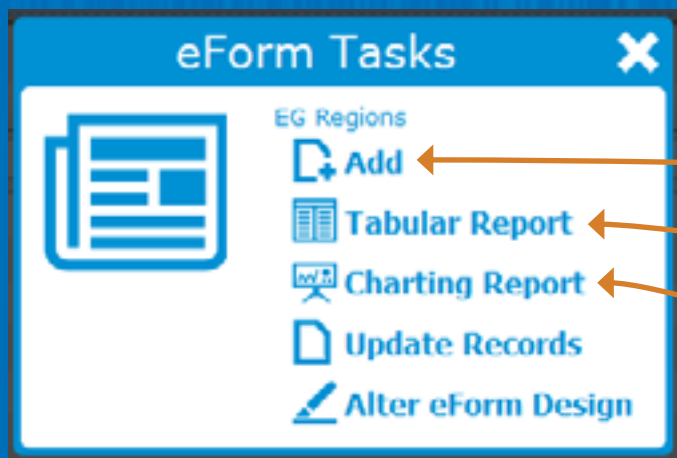 eForm Tasks
EG Regions
Add
Tabular Report
Charting Report
Update Records
Alter eForm Design